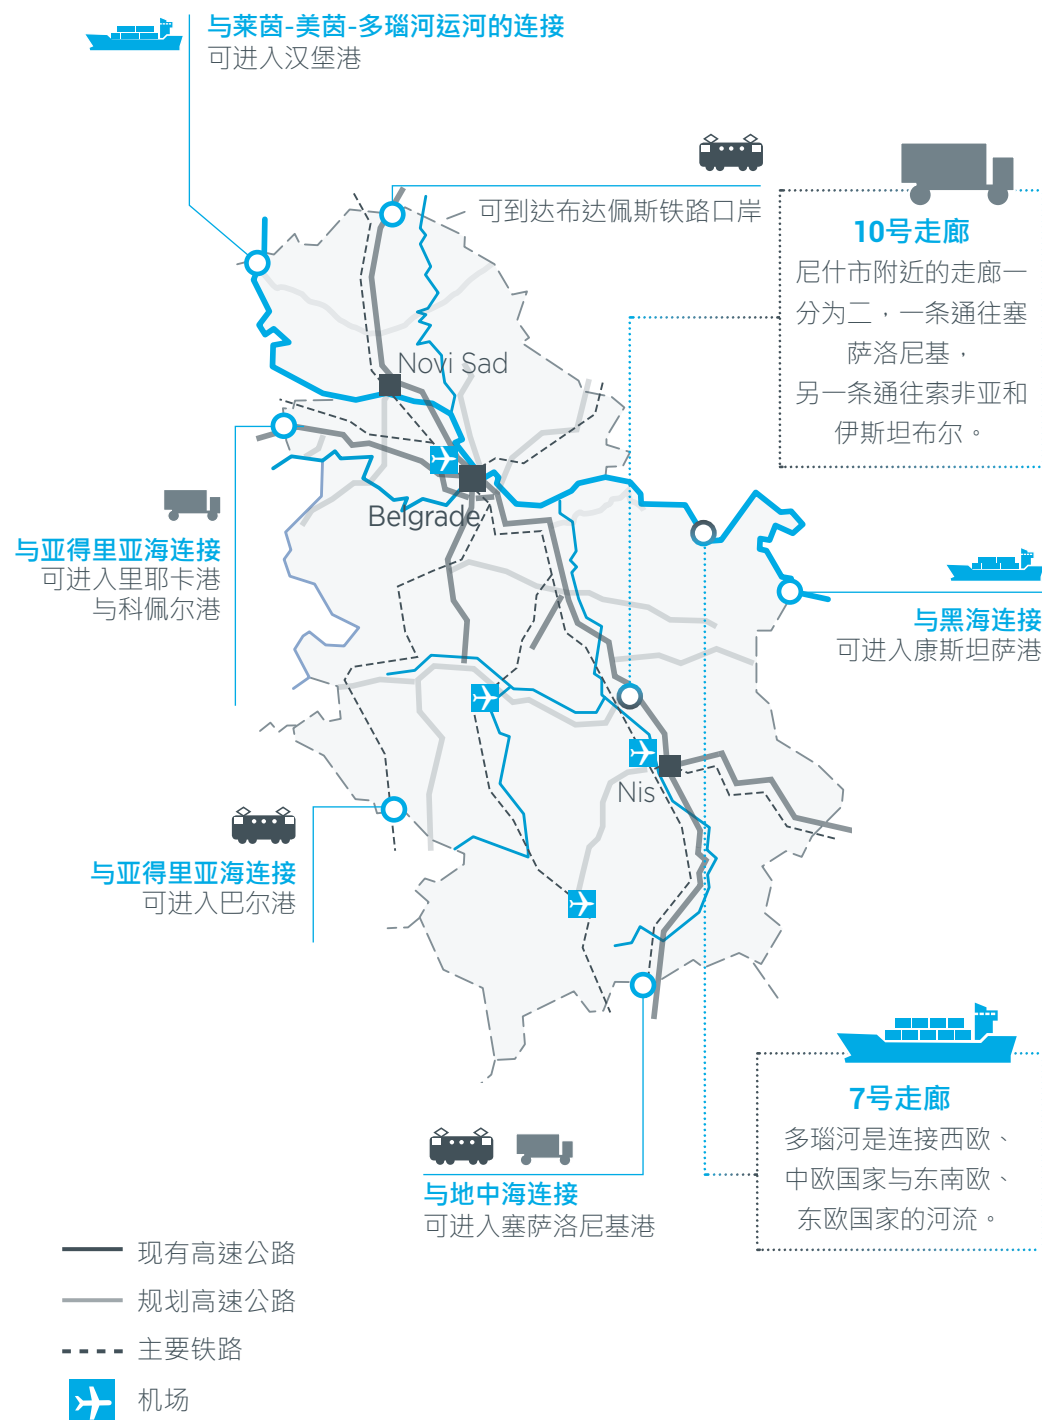 与莱茵-美茵-多瑙河运河的连接
可进入汉堡港
可到达布达佩斯铁路口岸
10号走廊
尼什市附近的走廊一
分为二，一条通往塞
萨洛尼基，
另一条通往索非亚和
伊斯坦布尔。
Novi Sad
Belgrade
与亚得里亚海连接
可进入里耶卡港
与科佩尔港
与黑海连接
可进入康斯坦萨港
Nis
与亚得里亚海连接
可进入巴尔港
7号走廊
多瑙河是连接西欧、
中欧国家与东南欧、
东欧国家的河流。
与地中海连接
可进入塞萨洛尼基港
现有高速公路
规划高速公路
主要铁路
机场